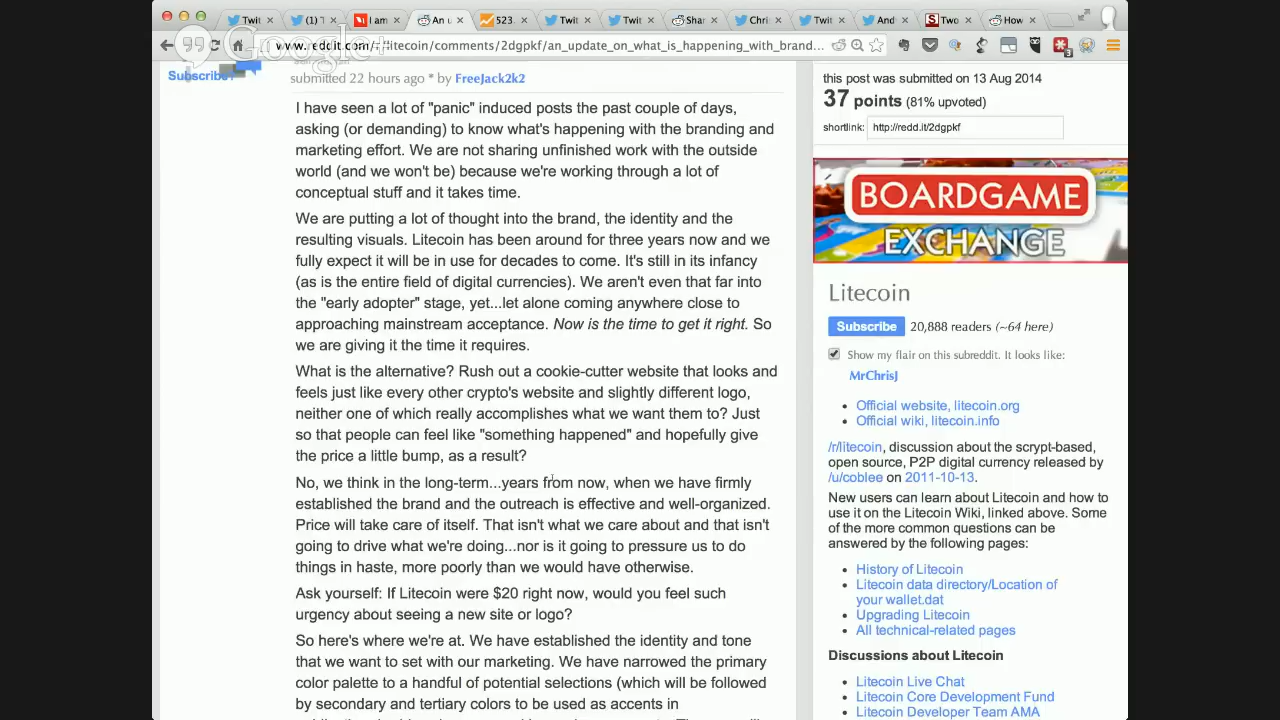 Twit
(1) T
I am
An u
523.
Twit
Twit
Shar
Chri
Twit
And
Two
How
Google+
www.reddit.com/r/litecoin/comments/2dgpkf/an_update_on_what_is_happening_with_brand...
3
Subscribe
submitted 22 hours ago * by FreeJack2k2
I have seen a lot of "panic" induced posts the past couple of days,
asking (or demanding) to know what's happening with the branding and
marketing effort. We are not sharing unfinished work with the outside
world (and we won't be) because we're working through a lot of
conceptual stuff and it takes time.
We are putting a lot of thought into the brand, the identity and the
resulting visuals. Litecoin has been around for three years now and we
fully expect it will be in use for decades to come. It's still in its infancy
(as is the entire field of digital currencies). We aren't even that far into
the "early adopter" stage, yet...let alone coming anywhere close to
approaching mainstream acceptance. Now is the time to get it right. So
we are giving it the time it requires.
What is the alternative? Rush out a cookie-cutter website that looks and
feels just like every other crypto's website and slightly different logo,
neither one of which really accomplishes what we want them to? Just
so that people can feel like "something happened" and hopefully give
the price a little bump, as a result?
No, we think in the long-term...years from now, when we have firmly
established the brand and the outreach is effective and well-organized.
Price will take care of itself. That isn't what we care about and that isn't
going to drive what we're doing...nor is it going to pressure us to do
things in haste, more poorly than we would have otherwise.
Ask yourself: If Litecoin were $20 right now, would you feel such
urgency about seeing a new site or logo?
So here's where we're at. We have established the identity and tone
that we want to set with our marketing. We have narrowed the primary
color palette to a handful of potential selections (which will be followed
by secondary and tertiary colors to be used as accents in
this post was submitted on 13 Aug 2014
37 points (81% upvoted)
shortlink: http://redd.it/2dgpkf
BOARDGAME
EXCHANGE
Litecoin
Subscribe 20,888 readers (~64 here)
Show my flair on this subreddit. It looks like:
MrChrisJ
Official website, litecoin.org
Official wiki, litecoin.info
/r/litecoin, discussion about the scrypt-based,
open source, P2P digital currency released by
/u/coblee on 2011-10-13.
New users can learn about Litecoin and how to
use it on the Litecoin Wiki, linked above. Some
of the more common questions can be
answered by the following pages:
History of Litecoin
Litecoin data directory/Location of
your wallet.dat
Upgrading Litecoin
All technical-related pages
Discussions about Litecoin
Litecoin Live Chat
Litecoin Core Development Fund
Litecoin Developer Team AMA